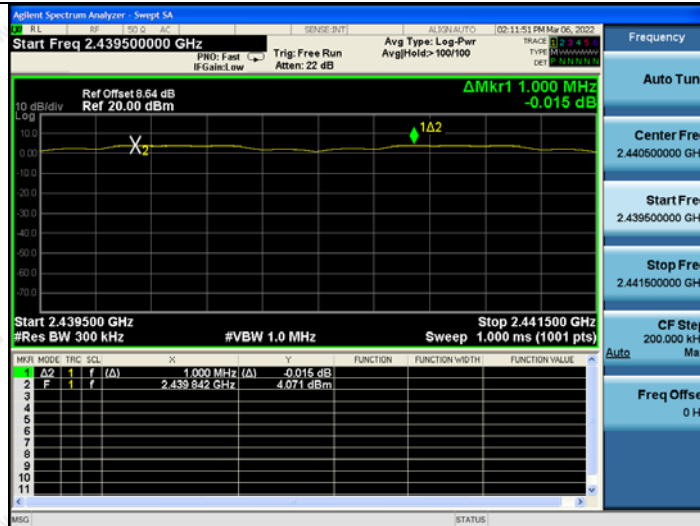 Agilent Spectrum Analyzer - Swept SA
RL RF 50 Ω AC SENSE:INT ALIGN AUTO 02:11:51 PM Mar 06, 2022
Start Freq 2.439500000 GHz
PNO: Fast Trig: Free Run Avg Type: Log-Pwr TRACE 1 2 3 4 5 6
IFGain:Low Atten: 22 dB Avg|Hold:>100/100 TYPE M
DET P N N N N N
Ref Offset 8.64 dB ΔMkr1 1.000 MHz
10 dB/div Ref 20.00 dBm -0.015 dB
Log
10.0
0.00
-10.0
-20.0
-30.0
-40.0
-50.0
-60.0
-70.0
X2
1Δ2
Start 2.439500 GHz Stop 2.441500 GHz
#Res BW 300 kHz #VBW 1.0 MHz Sweep 1.000 ms (1001 pts)
MKR MODE TRC SCL X Y FUNCTION FUNCTION WIDTH FUNCTION VALUE
1 Δ2 1 f (Δ) 1.000 MHz (Δ) -0.015 dB
2 F 1 f 2.439 842 GHz 4.071 dBm
3
4
5
6
7
8
9
10
11
MSG STATUS
Frequency
Auto Tun
Center Fre
2.440500000 GH
Start Fre
2.439500000 GH
Stop Fre
2.441500000 GH
CF Step
200.000 kH
Auto Ma
Freq Offse
0 H